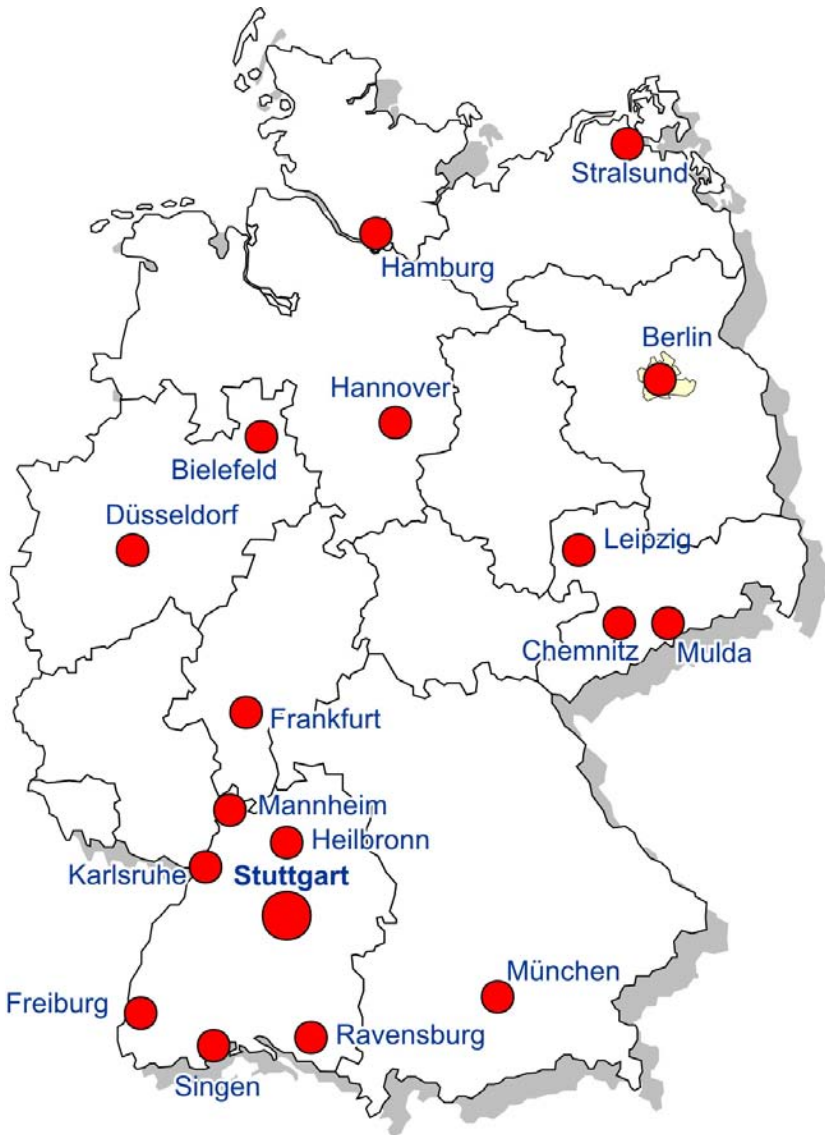 Stralsund
Hamburg
Berlin
Hannover
Bielefeld
Düsseldorf
Leipzig
Chemnitz
Mulda
Frankfurt
Mannheim
Heilbronn
Karlsruhe
Stuttgart
München
Freiburg
Ravensburg
Singen